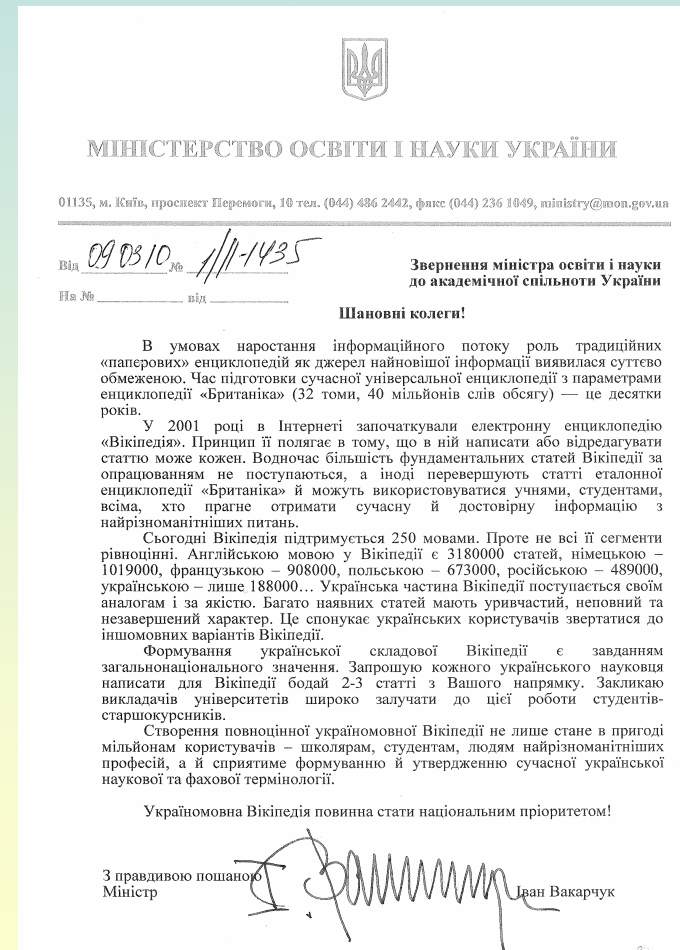 МІНІСТЕРСТВО ОСВІТИ І НАУКИ УКРАЇНИ
01135, м. Київ, проспект Перемоги, 10 тел. (044) 486 2442, факс (044) 236 1049, ministry@mon.gov.ua
Від 090310 № 1/II-1435
На № ____________ від ___________
Звернення міністра освіти і науки
до академічної спільноти України
Шановні колеги!
В умовах наростання інформаційного потоку роль традиційних
«паперових» енциклопедій як джерел найновішої інформації виявилася суттєво
обмеженою. Час підготовки сучасної універсальної енциклопедії з параметрами
енциклопедії «Британіка» (32 томи, 40 мільйонів слів обсягу) — це десятки
років.
У 2001 році в Інтернеті започаткували електронну енциклопедію
«Вікіпедія». Принцип її полягає в тому, що в ній написати або відредагувати
статтю може кожен. Водночас більшість фундаментальних статей Вікіпедії за
опрацюванням не поступаються, а іноді перевершують статті еталонної
енциклопедії «Британіка» й можуть використовуватися учнями, студентами,
всіма, хто прагне отримати сучасну й достовірну інформацію з
найрізноманітніших питань.
Сьогодні Вікіпедія підтримується 250 мовами. Проте не всі її сегменти
рівноцінні. Англійською мовою у Вікіпедії є 3180000 статей, німецькою –
1019000, французькою – 908000, польською – 673000, російською – 489000,
українською – лише 188000… Українська частина Вікіпедії поступається своїм
аналогам і за якістю. Багато наявних статей мають уривчастий, неповний та
незавершений характер. Це спонукає українських користувачів звертатися до
іншомовних варіантів Вікіпедії.
Формування української складової Вікіпедії є завданням
загальнонаціонального значення. Запрошую кожного українського науковця
написати для Вікіпедії бодай 2-3 статті з Вашого напрямку. Закликаю
викладачів університетів широко залучати до цієї роботи студентів-
старшокурсників.
Створення повноцінної україномовної Вікіпедії не лише стане в пригоді
мільйонам користувачів – школярам, студентам, людям найрізноманітніших
професій, а й сприятиме формуванню й утвердженню сучасної української
наукової та фахової термінології.
Україномовна Вікіпедія повинна стати національним пріоритетом!
З правдивою пошаною
Міністр Іван Вакарчук